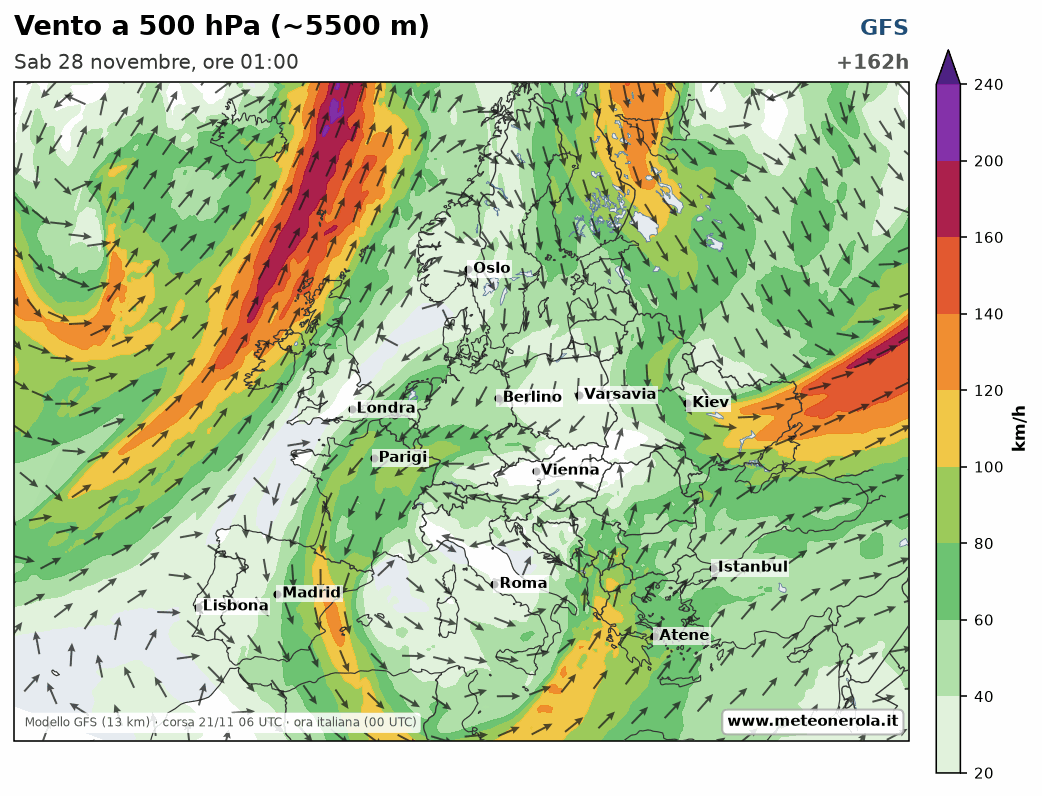 Vento a 500 hPa (~5500 m)
GFS
Sab 28 novembre, ore 01:00
+162h
240
200
160
140
120
100
80
60
40
20
km/h
Oslo
Londra
Berlino
Varsavia
Kiev
Parigi
Vienna
Istanbul
Roma
Madrid
Lisbona
Atene
Modello GFS (13 km) · corsa 21/11 06 UTC · ora italiana (00 UTC)
www.meteonerola.it